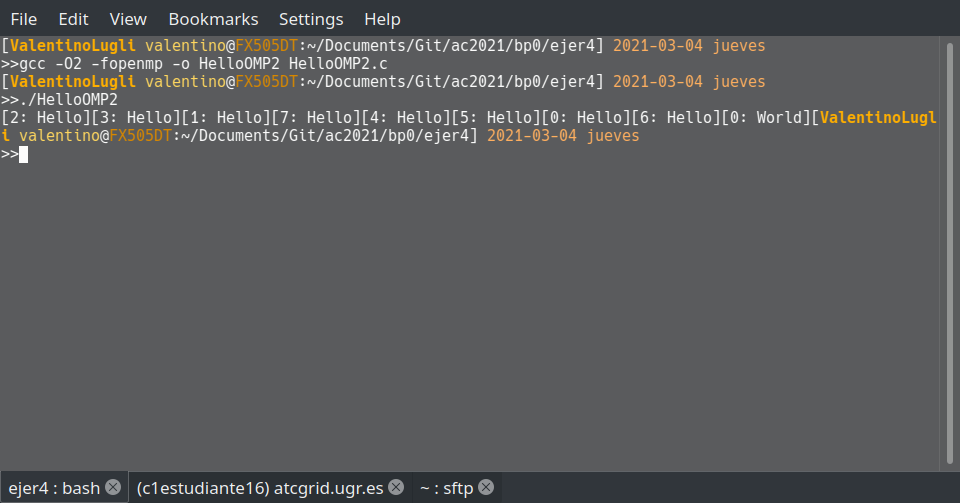 File Edit View Bookmarks Settings Help
[ValentinoLugli valentino@FX505DT:~/Documents/Git/ac2021/bp0/ejer4] 2021-03-04 jueves
>>gcc -O2 -fopenmp -o HelloOMP2 HelloOMP2.c
[ValentinoLugli valentino@FX505DT:~/Documents/Git/ac2021/bp0/ejer4] 2021-03-04 jueves
>>./HelloOMP2
[2: Hello][3: Hello][1: Hello][7: Hello][4: Hello][5: Hello][0: Hello][6: Hello][0: World][ValentinoLugl
i valentino@FX505DT:~/Documents/Git/ac2021/bp0/ejer4] 2021-03-04 jueves
>>
ejer4 : bash (c1estudiante16) atcgrid.ugr.es ~ : sftp